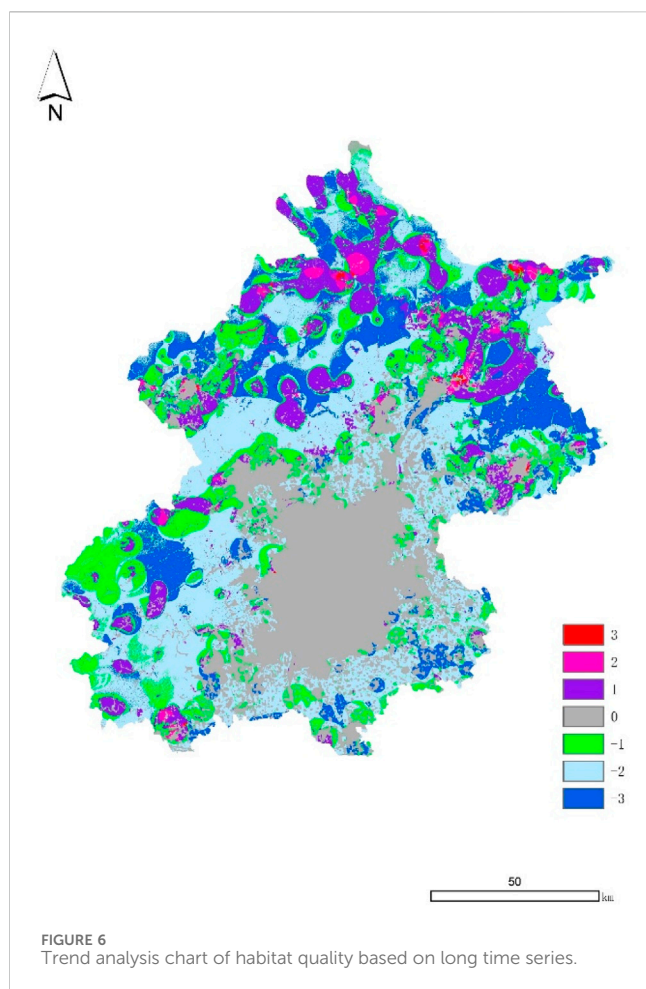 N
3
2
1
0
-1
-2
-3
50
km
FIGURE 6
Trend analysis chart of habitat quality based on long time series.